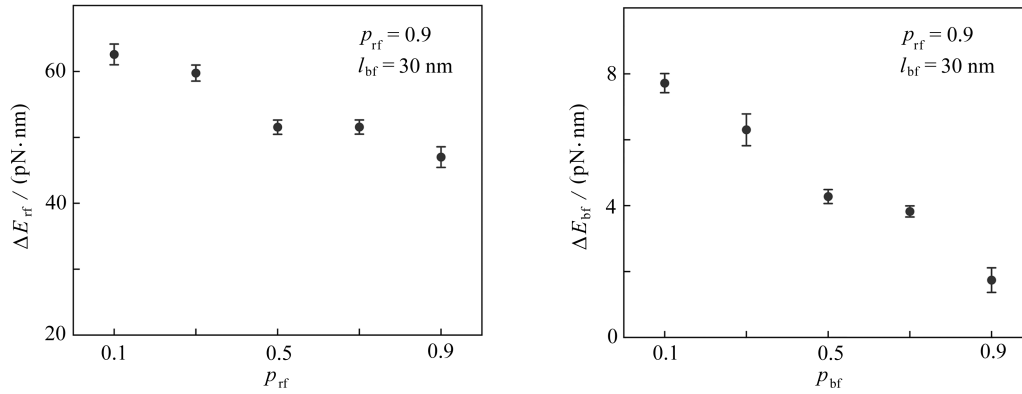 60
40
20
ΔE_rf / (pN·nm)
p_rf = 0.9
l_bf = 30 nm
0.1 0.5 0.9
p_rf
8
4
0
ΔE_bf / (pN·nm)
p_rf = 0.9
l_bf = 30 nm
0.1 0.5 0.9
p_bf